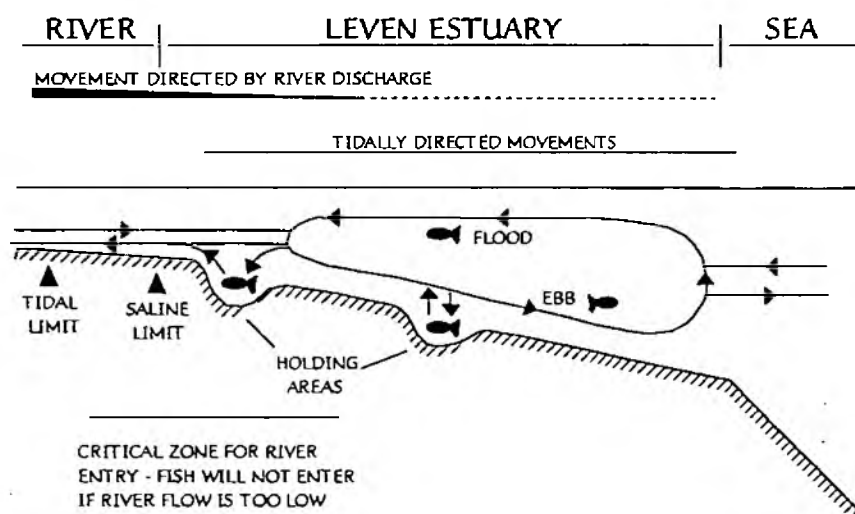 RIVER LEVEN ESTUARY SEA
MOVEMENT DIRECTED BY RIVER DISCHARGE
TIDALLY DIRECTED MOVEMENTS
FLOOD
EBB
TIDAL
LIMIT
SALINE
LIMIT
HOLDING
AREAS
CRITICAL ZONE FOR RIVER
ENTRY - FISH WILL NOT ENTER
IF RIVER FLOW IS TOO LOW